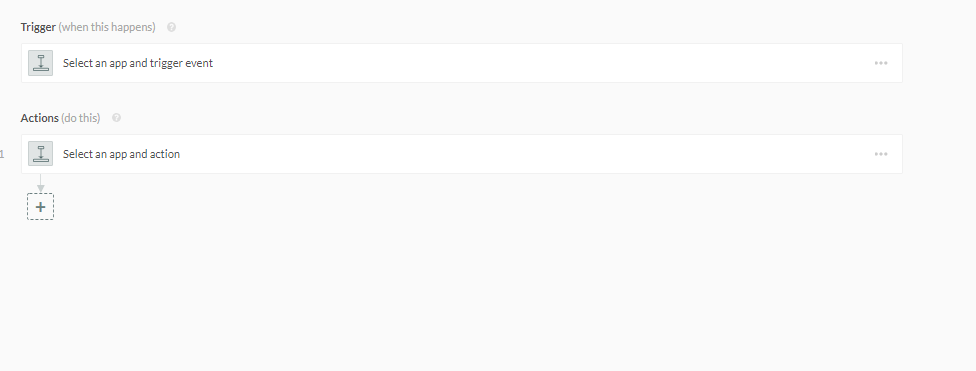 Trigger (when this happens) ?
Select an app and trigger event
Actions (do this) ?
1
Select an app and action
+